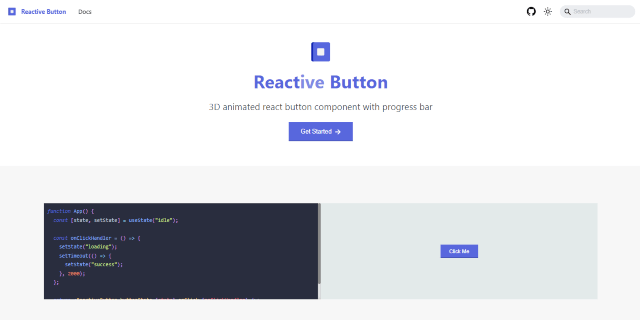 Reactive Button
Docs
Search
Reactive Button
3D animated react button component with progress bar
Get Started →
function App() {
const [state, setState] = useState("idle");
const onClickHandler = () => {
setState("loading");
setTimeout(() => {
setState("success");
}, 2000);
};
Click Me